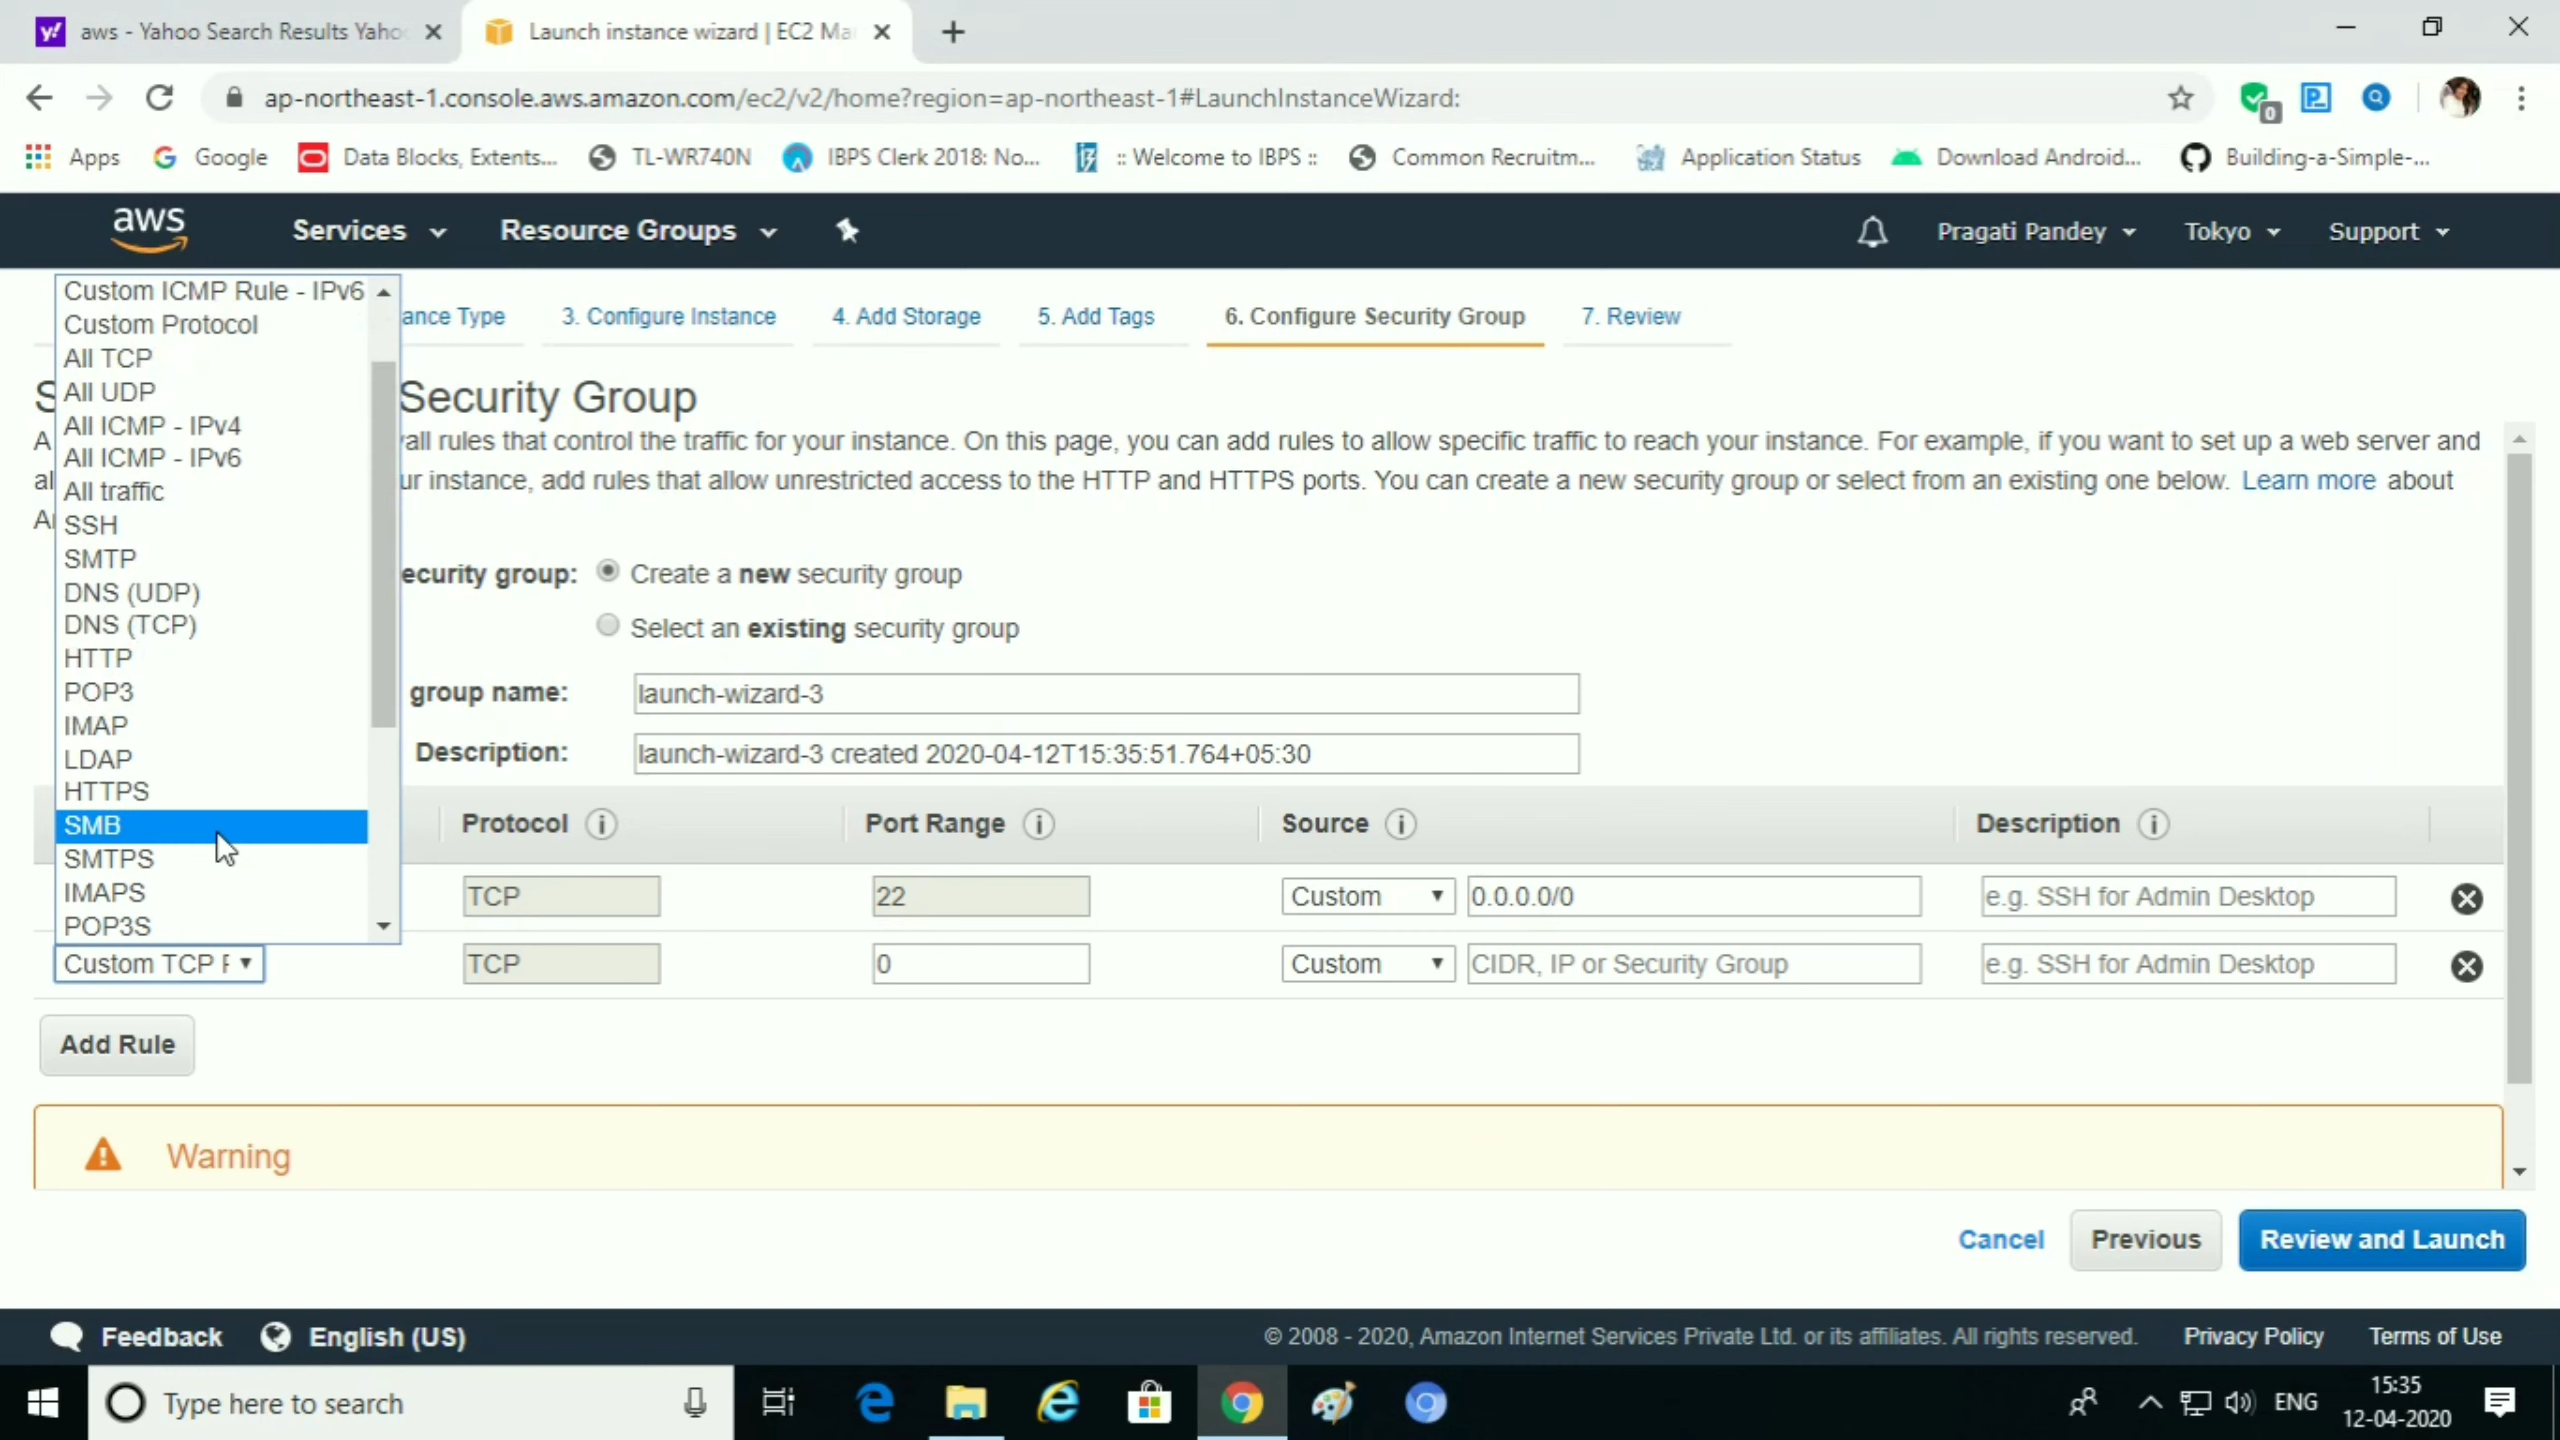 aws - Yahoo Search Results Yaho
Launch instance wizard | EC2 Ma
ap-northeast-1.console.aws.amazon.com/ec2/v2/home?region=ap-northeast-1#LaunchInstanceWizard:
0
Apps
Google
Data Blocks, Extents...
TL-WR740N
IBPS Clerk 2018: No...
:: Welcome to IBPS ::
Common Recruitm...
Application Status
Download Android...
Building-a-Simple-...
aws
Services
Resource Groups
Pragati Pandey
Tokyo
Support
Custom ICMP Rule - IPv6
Custom Protocol
All TCP
All UDP
All ICMP - IPv4
All ICMP - IPv6
All traffic
SSH
SMTP
DNS (UDP)
DNS (TCP)
HTTP
POP3
IMAP
LDAP
HTTPS
SMB
SMTPS
IMAPS
POP3S
ance Type
3. Configure Instance
4. Add Storage
5. Add Tags
6. Configure Security Group
7. Review
S Security Group
A all rules that control the traffic for your instance. On this page, you can add rules to allow specific traffic to reach your instance. For example, if you want to set up a web server and
al ur instance, add rules that allow unrestricted access to the HTTP and HTTPS ports. You can create a new security group or select from an existing one below. Learn more about
A
ecurity group:
Create a new security group
Select an existing security group
group name:
launch-wizard-3
Description:
launch-wizard-3 created 2020-04-12T15:35:51.764+05:30
Protocol i
Port Range i
Source i
Description i
TCP
22
Custom
0.0.0.0/0
e.g. SSH for Admin Desktop
Custom TCP F
TCP
0
Custom
CIDR, IP or Security Group
e.g. SSH for Admin Desktop
Add Rule
Warning
Cancel
Previous
Review and Launch
Feedback
English (US)
© 2008 - 2020, Amazon Internet Services Private Ltd. or its affiliates. All rights reserved.
Privacy Policy
Terms of Use
Type here to search
ENG
15:35
12-04-2020